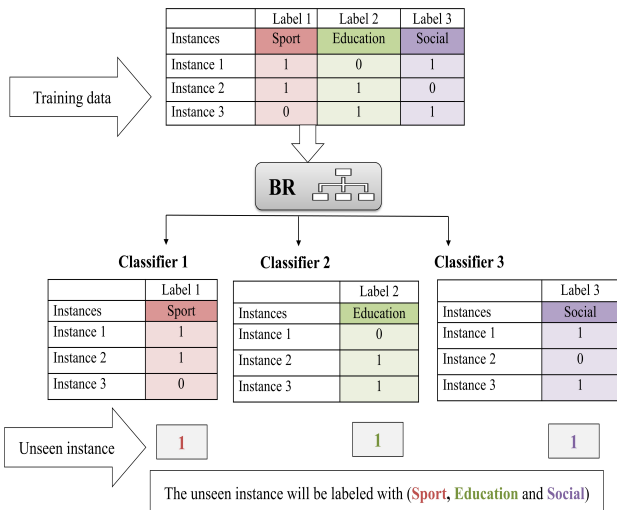 Label 1 Label 2 Label 3
Instances Sport Education Social
Instance 1 1 0 1
Instance 2 1 1 0
Instance 3 0 1 1
Training data
BR
Classifier 1
Label 1
Instances Sport
Instance 1 1
Instance 2 1
Instance 3 0
Classifier 2
Label 2
Instances Education
Instance 1 0
Instance 2 1
Instance 3 1
Classifier 3
Label 3
Instances Social
Instance 1 1
Instance 2 0
Instance 3 1
Unseen instance
1 1 1
The unseen instance will be labeled with (Sport, Education and Social)